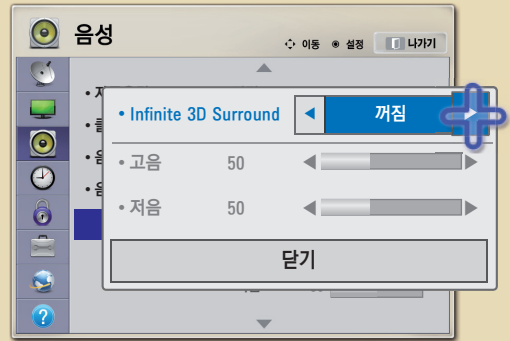 음성
이동 설정 나가기
• Infinite 3D Surround 꺼짐
• 고음 50
• 저음 50
닫기